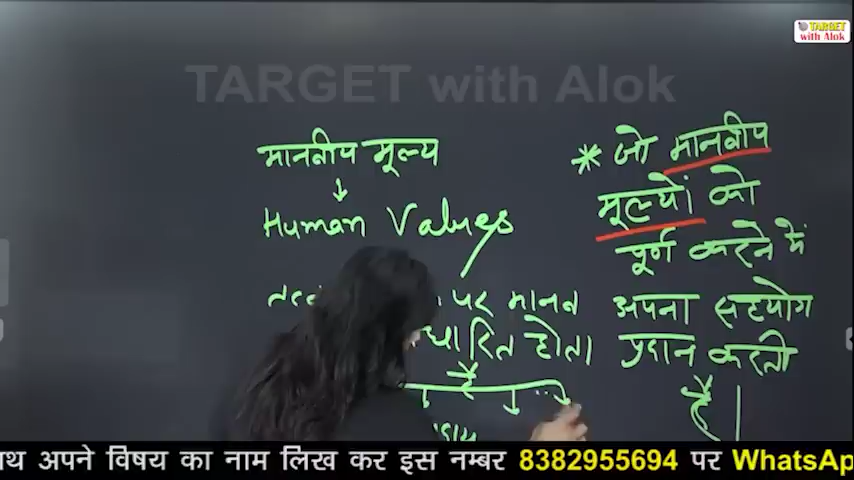 TARGET
with Alok
TARGET with Alok
मानवीय मूल्य
Human Values
पर मानव
धारित होता
है
* जो मानवीय
मूल्यों को
पूर्ण करने में
अपना सहयोग
प्रदान करती
है।
अपने विषय का नाम लिख कर इस नम्बर 8382955694 पर